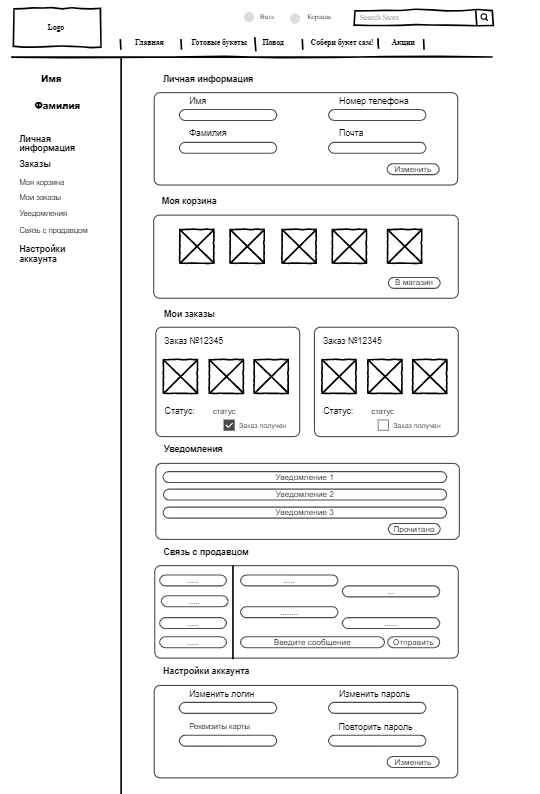 Logo
Вход
Корзина
Search Store
Главная
Готовые букеты
Повод
Собери букет сам!
Акции
Имя
Фамилия
Личная
информация
Заказы
Моя корзина
Мои заказы
Уведомления
Связь с продавцом
Настройки
аккаунта
Личная информация
Имя
Номер телефона
Фамилия
Почта
Изменить
Моя корзина
В магазин
Мои заказы
Заказ №12345
Статус: статус
Заказ получен
Заказ №12345
Статус: статус
Заказ получен
Уведомления
Уведомление 1
Уведомление 2
Уведомление 3
Прочитано
Связь с продавцом
.....
.....
.....
.....
.....
...
........
......
Введите сообщение
Отправить
Настройки аккаунта
Изменить логин
Изменить пароль
Реквизиты карты
Повторить пароль
Изменить